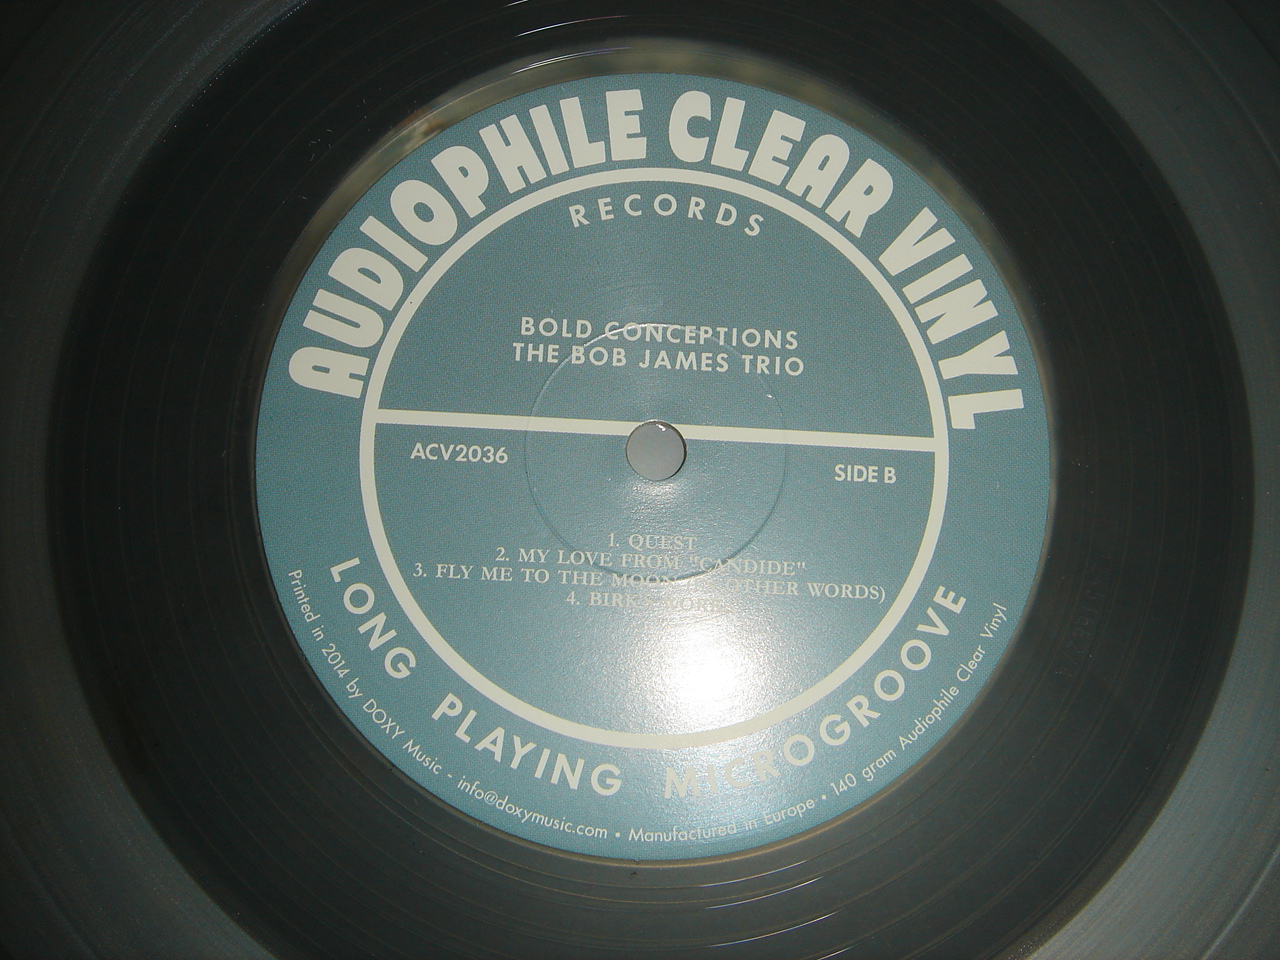 AUDIOPHILE CLEAR VINYL
RECORDS
BOLD CONCEPTIONS
THE BOB JAMES TRIO
ACV2036
SIDE B
1. QUEST
2. MY LOVE FROM "CANDIDE"
3. FLY ME TO THE MOON OTHER WORDS)
4. BIRK'S WORKS
LONG PLAYING MICROGROOVE
Printed in 2014 by DOXY Music - info@doxymusic.com • Manufactured in Europe • 140 gram Audiophile Clear Vinyl